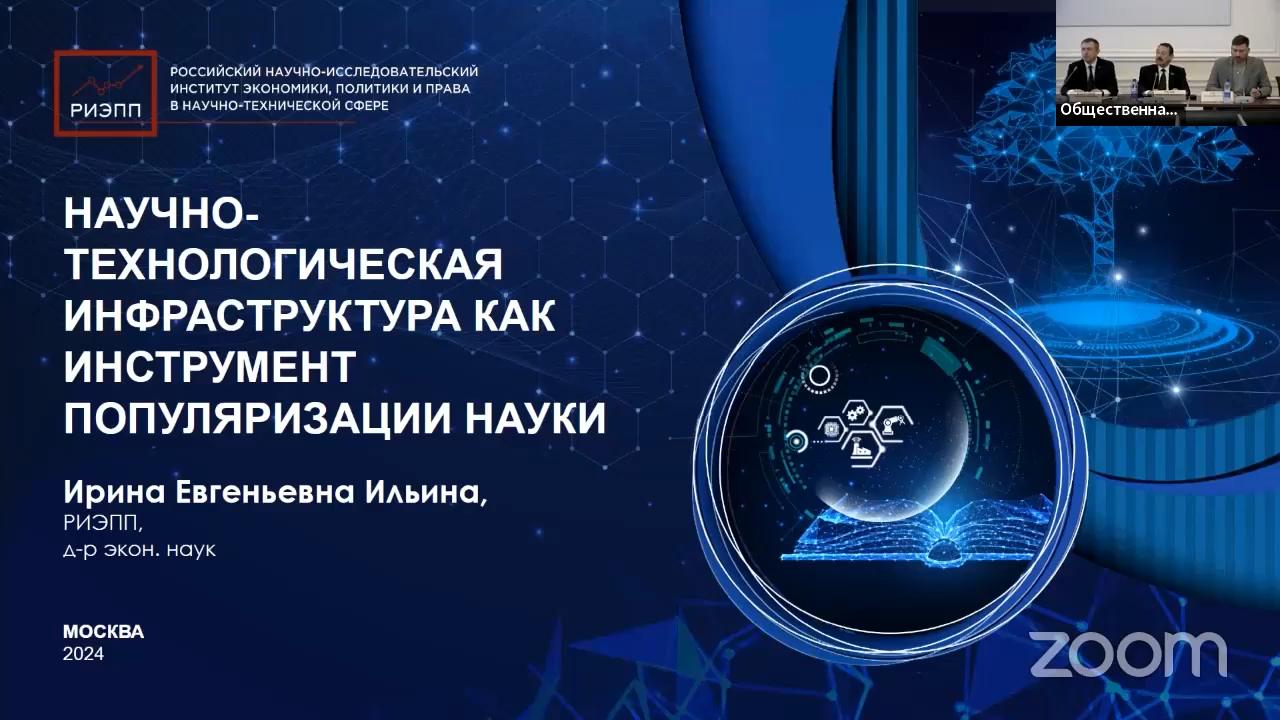 РИЭПП
РОССИЙСКИЙ НАУЧНО-ИССЛЕДОВАТЕЛЬСКИЙ
ИНСТИТУТ ЭКОНОМИКИ, ПОЛИТИКИ И ПРАВА
В НАУЧНО-ТЕХНИЧЕСКОЙ СФЕРЕ
Общественна...
НАУЧНО-
ТЕХНОЛОГИЧЕСКАЯ
ИНФРАСТРУКТУРА КАК
ИНСТРУМЕНТ
ПОПУЛЯРИЗАЦИИ НАУКИ
Ирина Евгеньевна Ильина,
РИЭПП,
д-р экон. наук
МОСКВА
2024
zoom